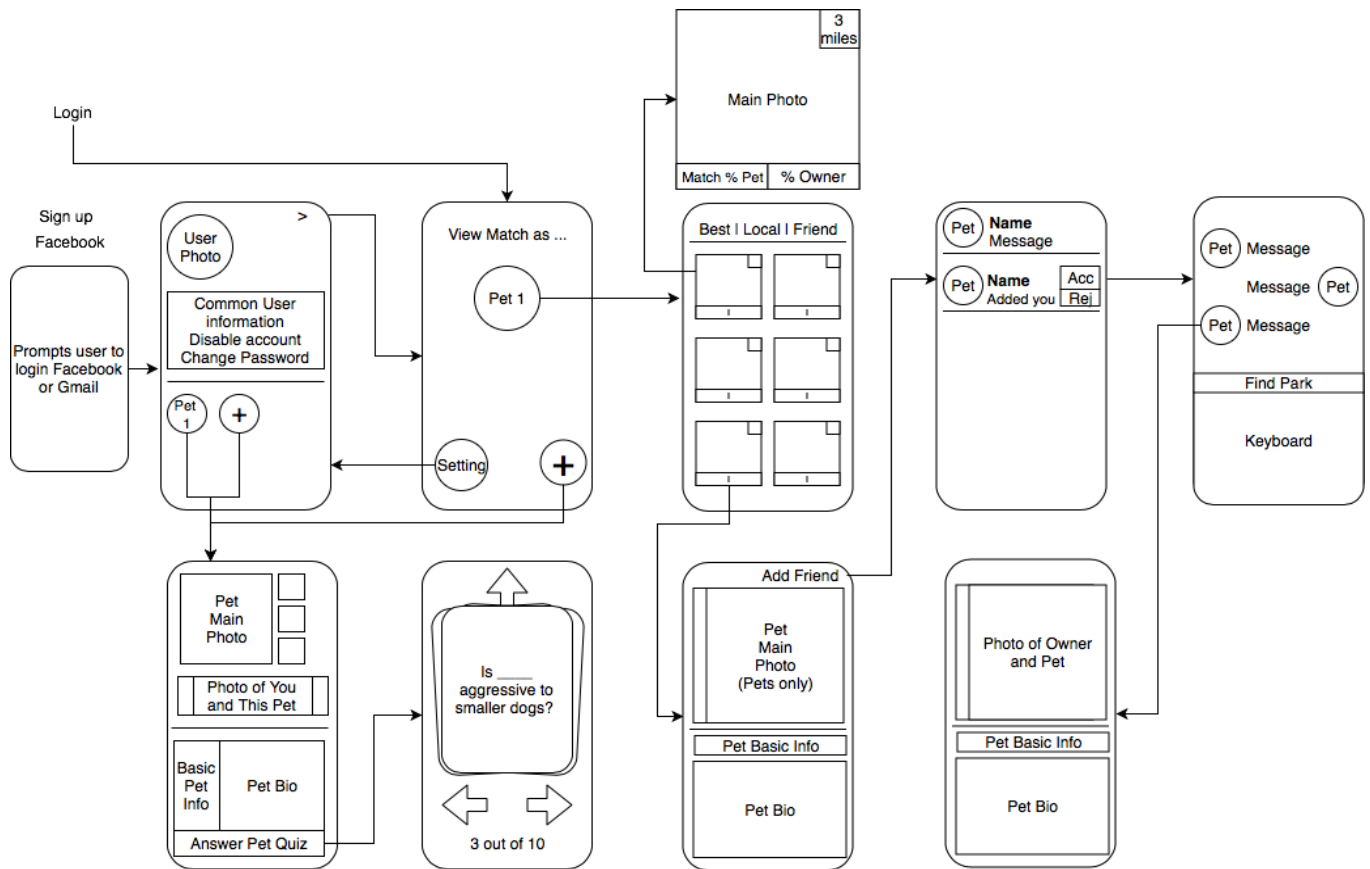 Login
Sign up
Facebook
Prompts user to
login Facebook
or Gmail
>
User
Photo
Common User
information
Disable account
Change Password
Pet
1
+
View Match as ...
Pet 1
Setting
+
3
miles
Main Photo
Match % Pet
% Owner
Best I Local I Friend
Pet
Name
Message
Pet
Name
Added you
Acc
Rej
Pet
Message
Message
Pet
Pet
Message
Find Park
Keyboard
Pet
Main
Photo
Photo of You
and This Pet
Basic
Pet
Info
Pet Bio
Answer Pet Quiz
Is ____
aggressive to
smaller dogs?
3 out of 10
Add Friend
Pet
Main
Photo
(Pets only)
Pet Basic Info
Pet Bio
Photo of Owner
and Pet
Pet Basic Info
Pet Bio